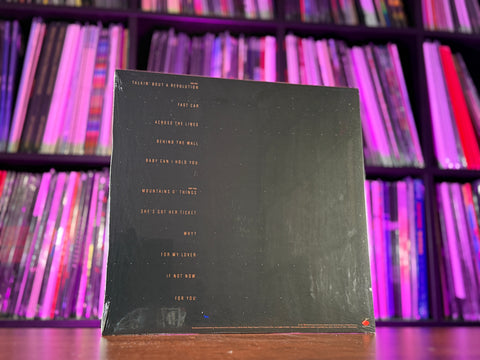 TALKIN' BOUT A REVOLUTION
FAST CAR
ACROSS THE LINES
BEHIND THE WALL
BABY CAN I HOLD YOU
MOUNTAINS O' THINGS
SHE'S GOT HER TICKET
WHY?
FOR MY LOVER
IF NOT NOW
FOR YOU